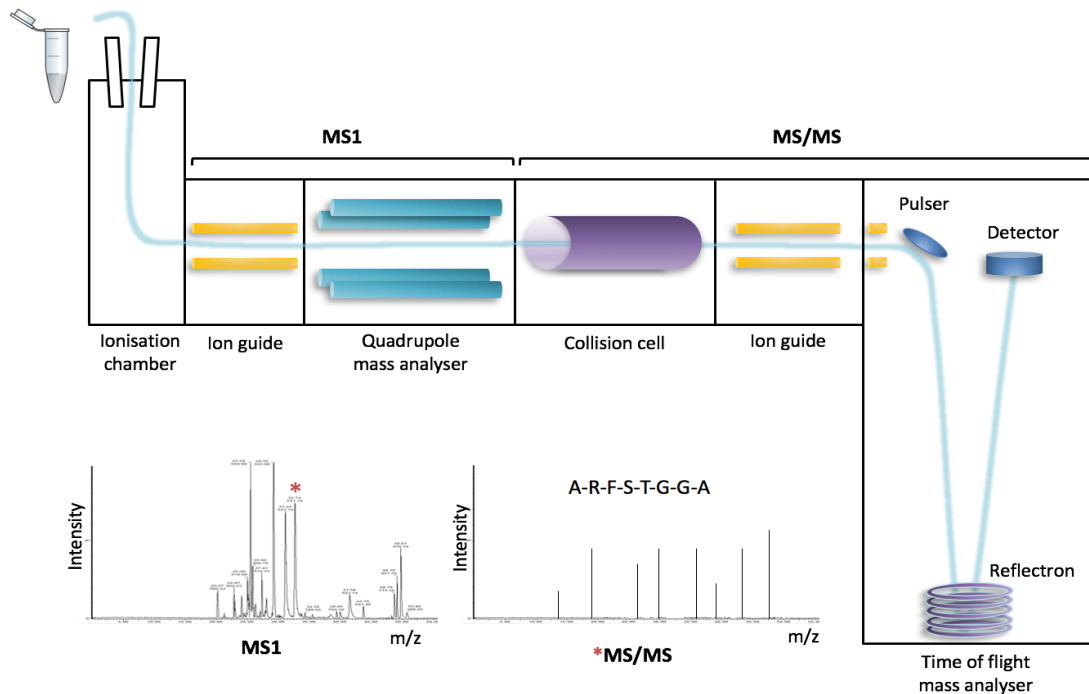 MS1
MS/MS
Pulser
Detector
Ionisation
chamber
Ion guide
Quadrupole
mass analyser
Collision cell
Ion guide
Intensity
*
m/z
MS1
Intensity
A-R-F-S-T-G-G-A
m/z
*MS/MS
Reflectron
Time of flight
mass analyser